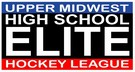 UPPER MIDWEST
HIGH SCHOOL
ELITE
HOCKEY LEAGUE